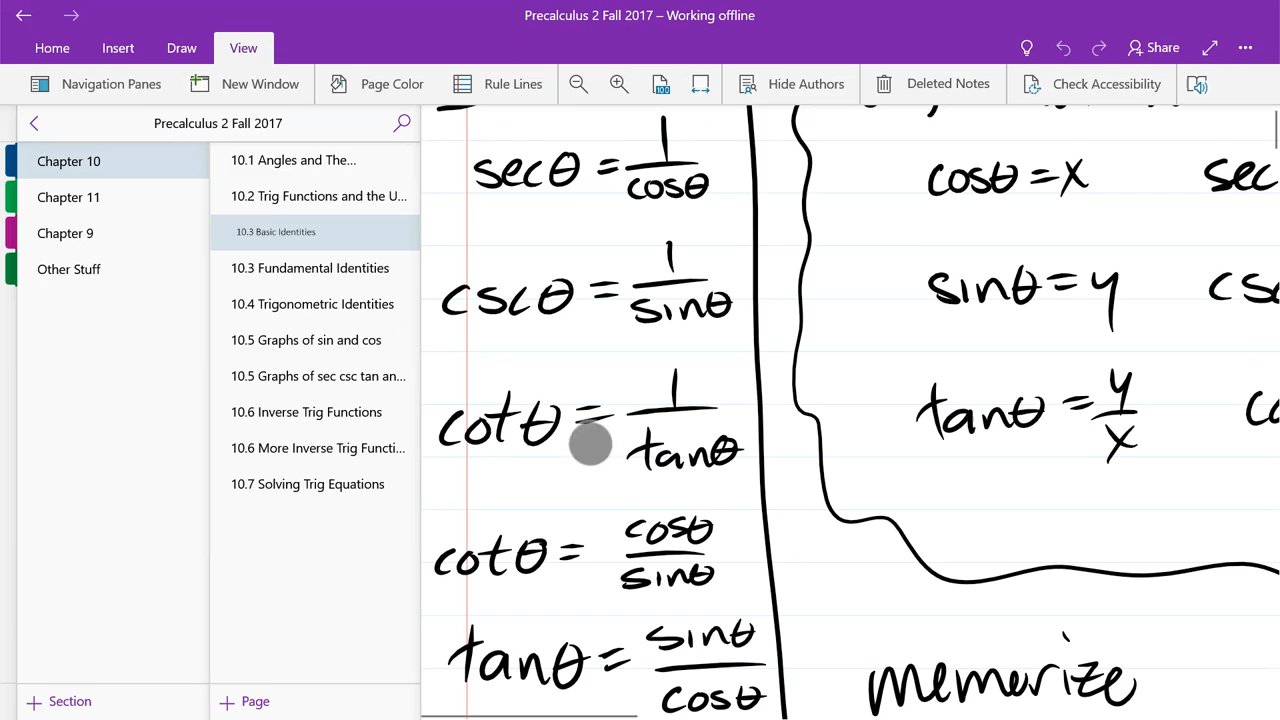 Precalculus 2 Fall 2017 – Working offline
Home Insert Draw View Share
Navigation Panes New Window Page Color Rule Lines Hide Authors Deleted Notes Check Accessibility
Precalculus 2 Fall 2017
Chapter 10
Chapter 11
Chapter 9
Other Stuff
10.1 Angles and The...
10.2 Trig Functions and the U...
10.3 Basic Identities
10.3 Fundamental Identities
10.4 Trigonometric Identities
10.5 Graphs of sin and cos
10.5 Graphs of sec csc tan an...
10.6 Inverse Trig Functions
10.6 More Inverse Trig Functi...
10.7 Solving Trig Equations
+ Section
+ Page
secθ = 1/cosθ
cscθ = 1/sinθ
cotθ = 1/tanθ
cotθ = cosθ/sinθ
tanθ = sinθ/cosθ
cosθ = x sec
sinθ = y
tanθ = y/x
memorize